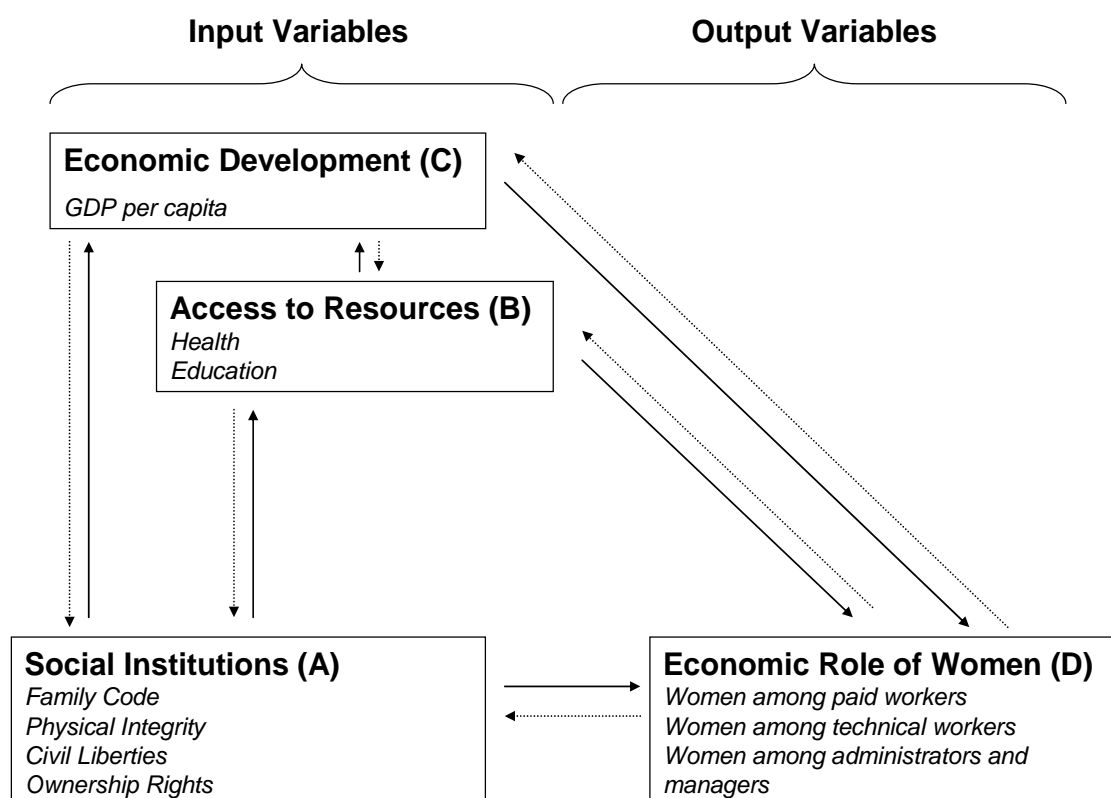 Input Variables
Output Variables
Economic Development (C)
GDP per capita
Access to Resources (B)
Health
Education
Social Institutions (A)
Family Code
Physical Integrity
Civil Liberties
Ownership Rights
Economic Role of Women (D)
Women among paid workers
Women among technical workers
Women among administrators and
managers